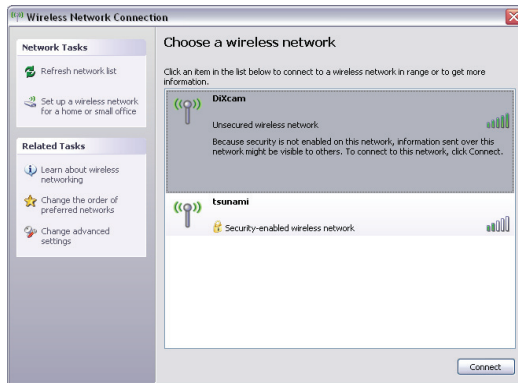 Wireless Network Connection
Network Tasks
Refresh network list
Set up a wireless network
for a home or small office
Related Tasks
Learn about wireless
networking
Change the order of
preferred networks
Change advanced
settings
Choose a wireless network
Click an item in the list below to connect to a wireless network in range or to get more
information.
DiXcam
Unsecured wireless network
Because security is not enabled on this network, information sent over this
network might be visible to others. To connect to this network, click Connect.
tsunami
Security-enabled wireless network
Connect